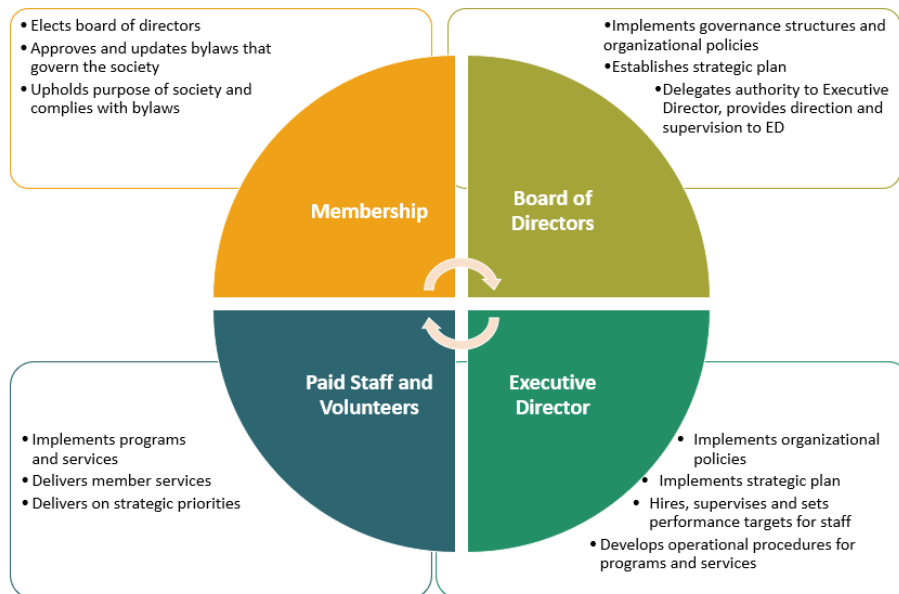 • Elects board of directors
• Approves and updates bylaws that
govern the society
• Upholds purpose of society and
complies with bylaws
• Implements governance structures and
organizational policies
• Establishes strategic plan
• Delegates authority to Executive
Director, provides direction and
supervision to ED
Membership
Board of
Directors
Paid Staff and
Volunteers
Executive
Director
• Implements programs
and services
• Delivers member services
• Delivers on strategic priorities
• Implements organizational
policies
• Implements strategic plan
• Hires, supervises and sets
performance targets for staff
• Develops operational procedures for
programs and services